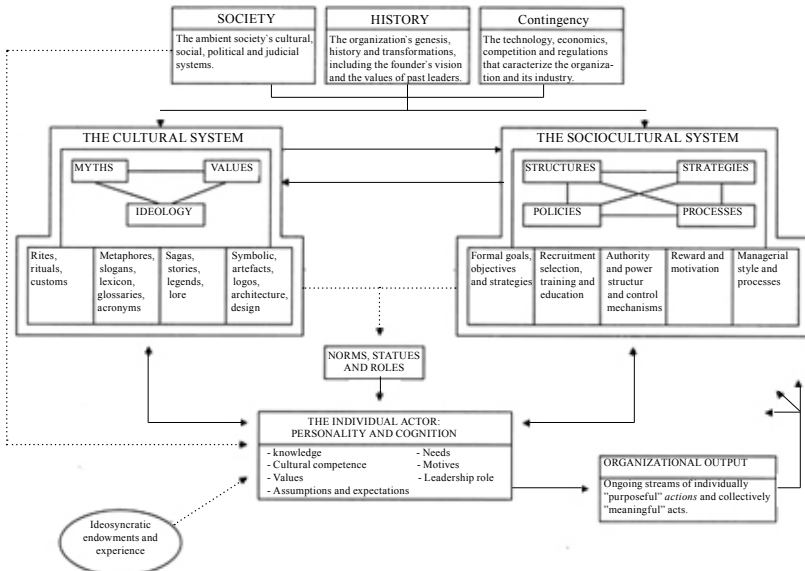 SOCIETY
The ambient society`s cultural,
social, political and judicial
systems.
HISTORY
The organization`s genesis,
history and transformations,
including the founder`s vision
and the values of past leaders.
Contingency
The technology, economics,
competition and regulations
that caracterize the organiza-
tion and its industry.
THE CULTURAL SYSTEM
MYTHS
VALUES
IDEOLOGY
Rites,
rituals,
customs
Metaphores,
slogans,
lexicon,
glossaries,
acronyms
Sagas,
stories,
legends,
lore
Symbolic,
artefacts,
logos,
architecture,
design
THE SOCIOCULTURAL SYSTEM
STRUCTURES
STRATEGIES
POLICIES
PROCESSES
Formal goals,
objectives
and strategies
Recruitment
selection,
training and
education
Authority
and power
structur
and control
mechanisms
Reward and
motivation
Managerial
style and
processes
NORMS, STATUES
AND ROLES
THE INDIVIDUAL ACTOR:
PERSONALITY AND COGNITION
- knowledge
- Cultural competence
- Values
- Assumptions and expectations
- Needs
- Motives
- Leadership role
ORGANIZATIONAL OUTPUT
Ongoing streams of individually
"purposeful" actions and collectively
"meaningful" acts.
Ideosyncratic
endowments and
experience